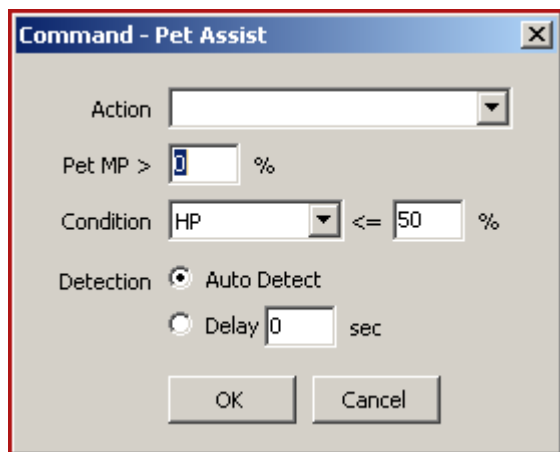 Command - Pet Assist
Action
Pet MP > 0 %
Condition HP <= 50 %
Detection Auto Detect
Delay 0 sec
OK Cancel